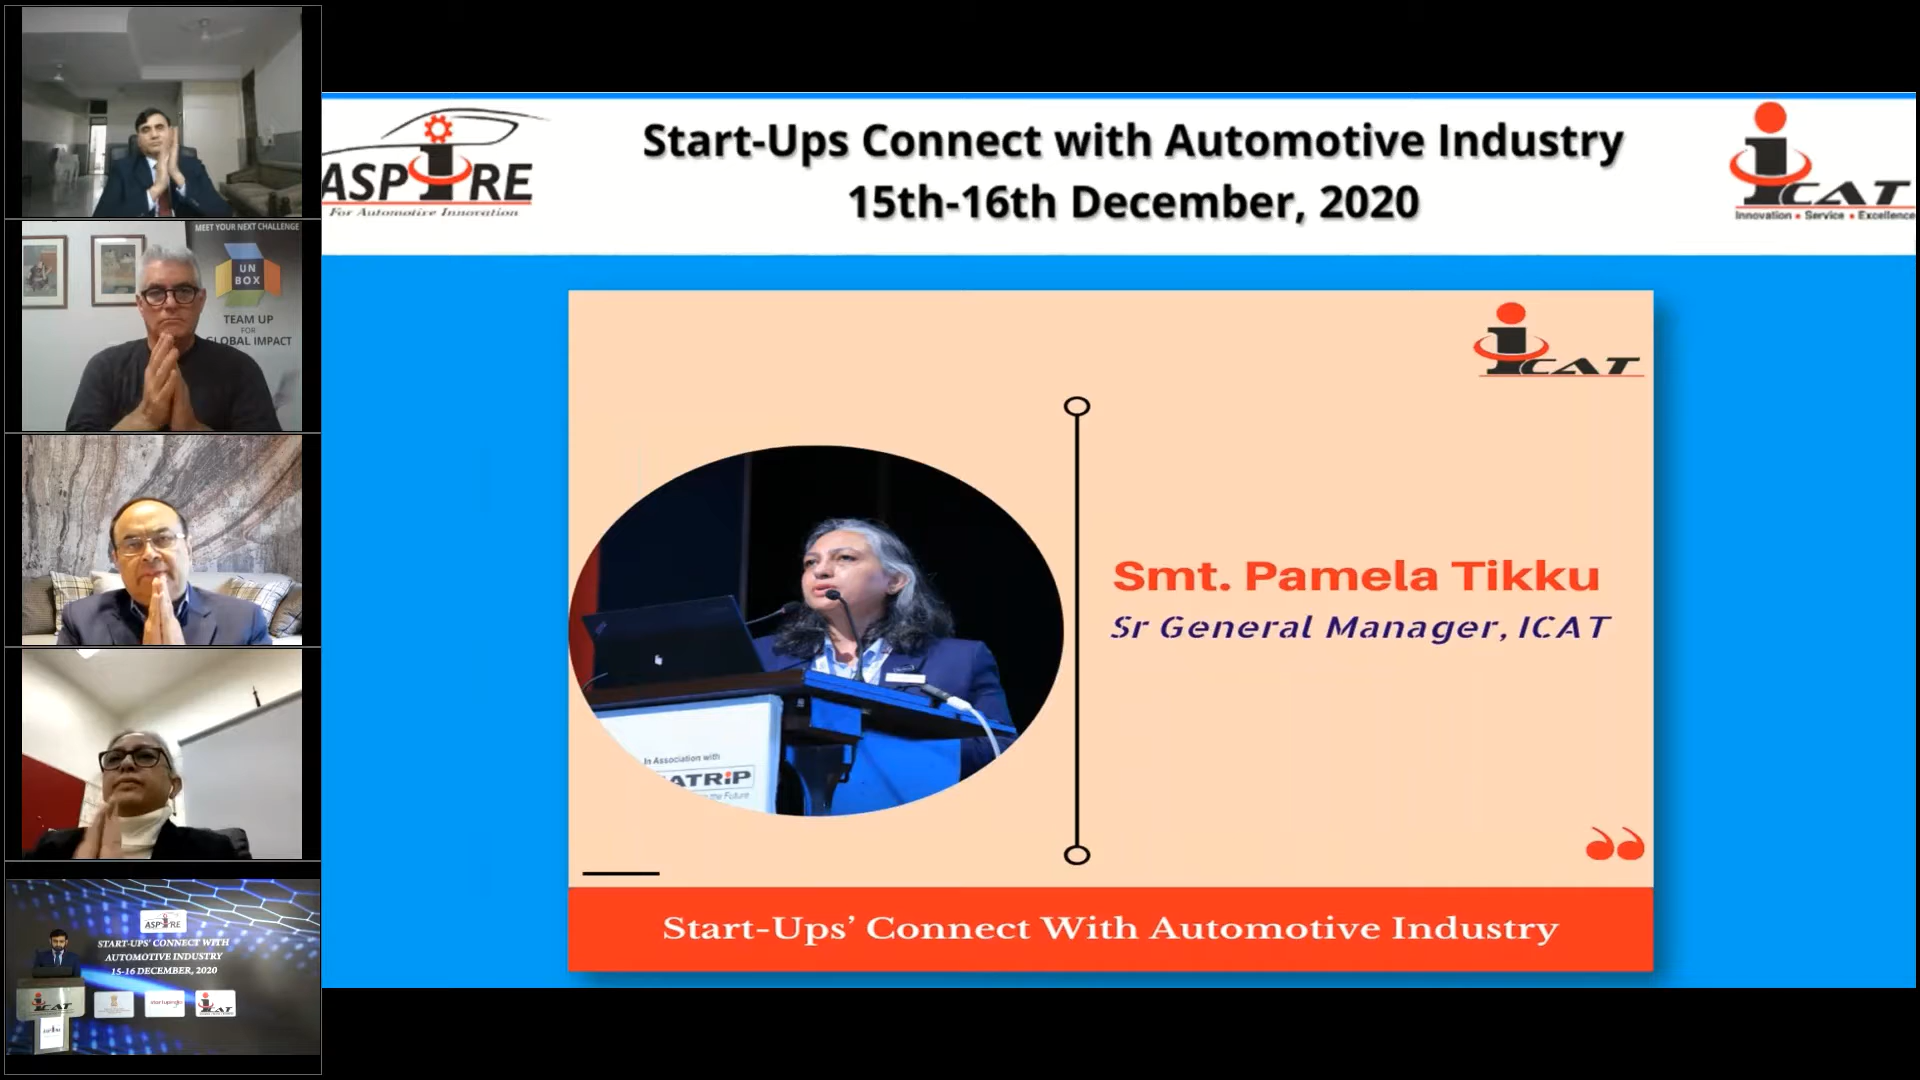 MEET YOUR NEXT CHALLENGE
UN
BOX
TEAM UP
FOR
GLOBAL IMPACT
ASPIRE
START-UPS' CONNECT WITH
AUTOMOTIVE INDUSTRY
15-16 DECEMBER, 2020
iCAT
iCAT
ASPIRE
For Automotive Innovation
Start-Ups Connect with Automotive Industry
15th-16th December, 2020
iCAT
Innovation • Service • Excellence
iCAT
In Association with
ATRiP
the Future
Smt. Pamela Tikku
Sr General Manager, ICAT
Start-Ups' Connect With Automotive Industry